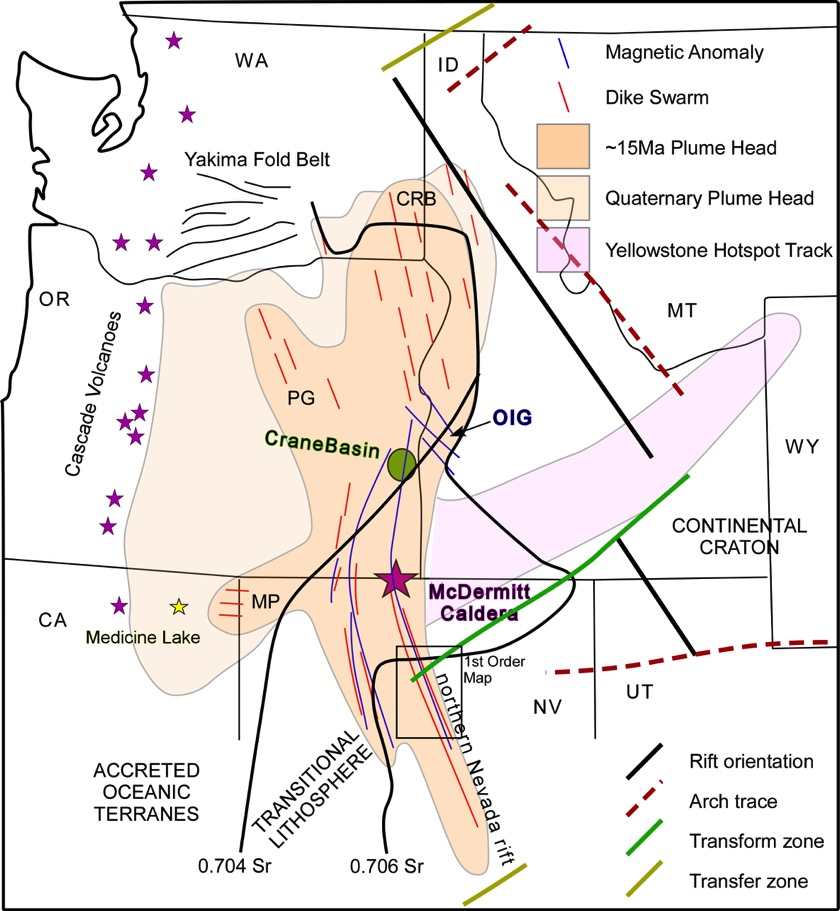 WA
ID
Magnetic Anomaly
Dike Swarm
~15Ma Plume Head
Quaternary Plume Head
Yellowstone Hotspot Track
Yakima Fold Belt
CRB
OR
MT
Cascade Volcanoes
PG
OIG
CraneBasin
WY
CONTINENTAL
CRATON
McDermitt
Caldera
MP
CA
Medicine Lake
1st Order
Map
NV
UT
northern Nevada rift
ACCRETED
OCEANIC
TERRANES
TRANSITIONAL
LITHOSPHERE
0.704 Sr
0.706 Sr
Rift orientation
Arch trace
Transform zone
Transfer zone